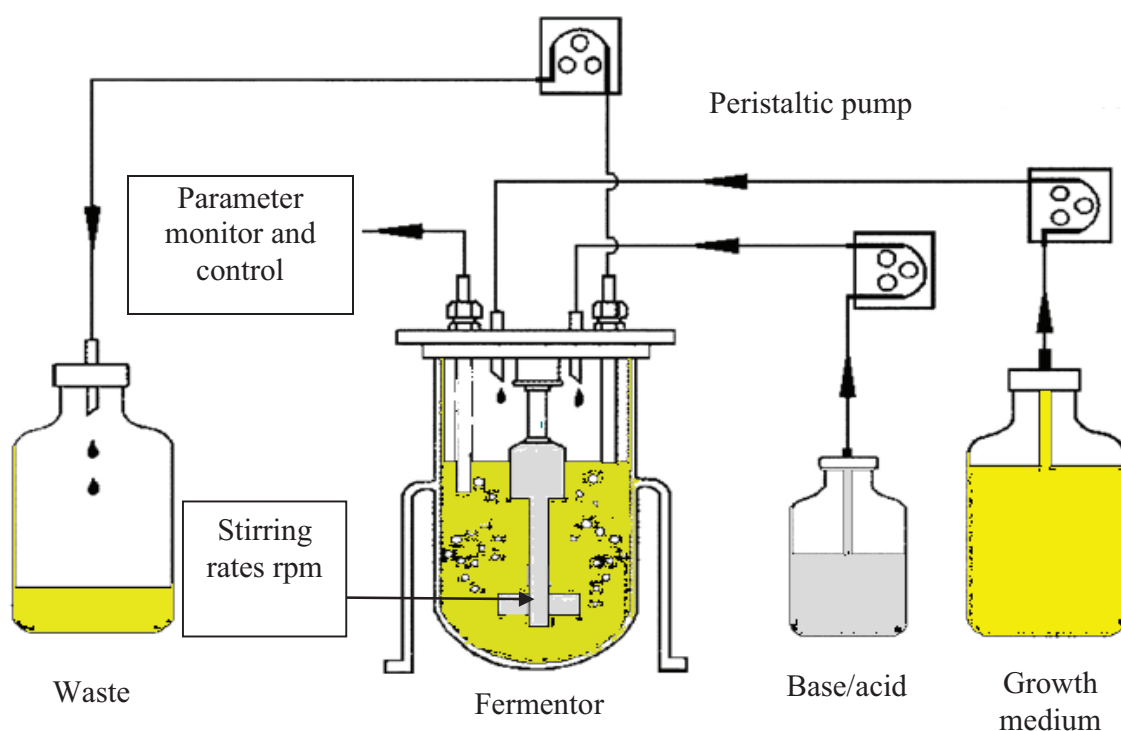 Peristaltic pump
Parameter
monitor and
control
Stirring
rates rpm
Waste
Fermentor
Base/acid
Growth
medium